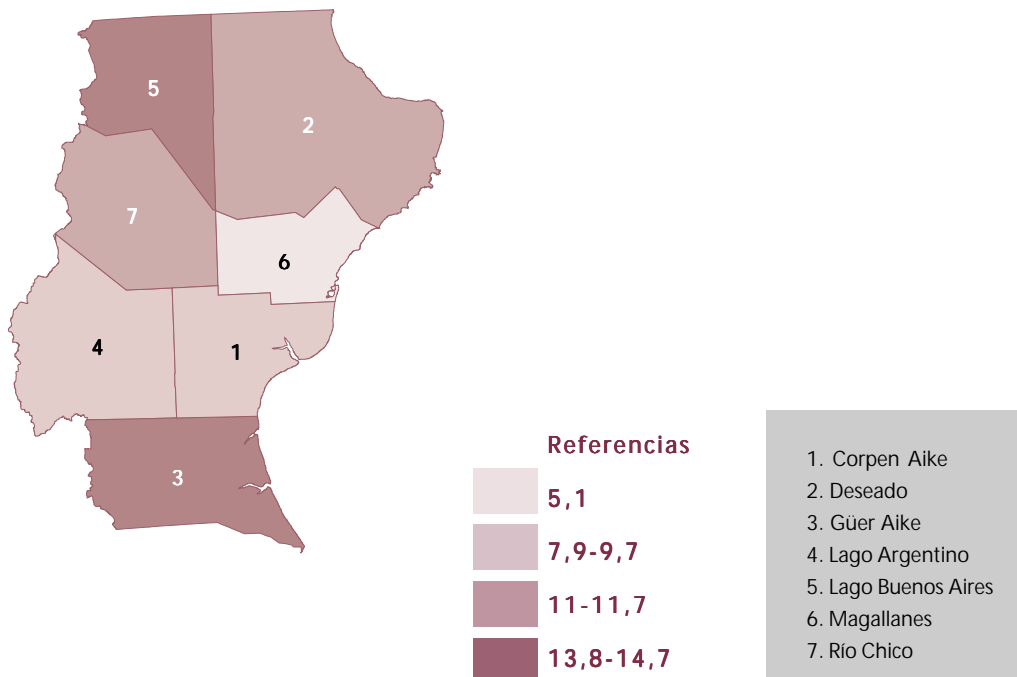 5
2
7
6
4
1
3
Referencias
5,1
7,9-9,7
11-11,7
13,8-14,7
1. Corpen Aike
2. Deseado
3. Güer Aike
4. Lago Argentino
5. Lago Buenos Aires
6. Magallanes
7. Río Chico